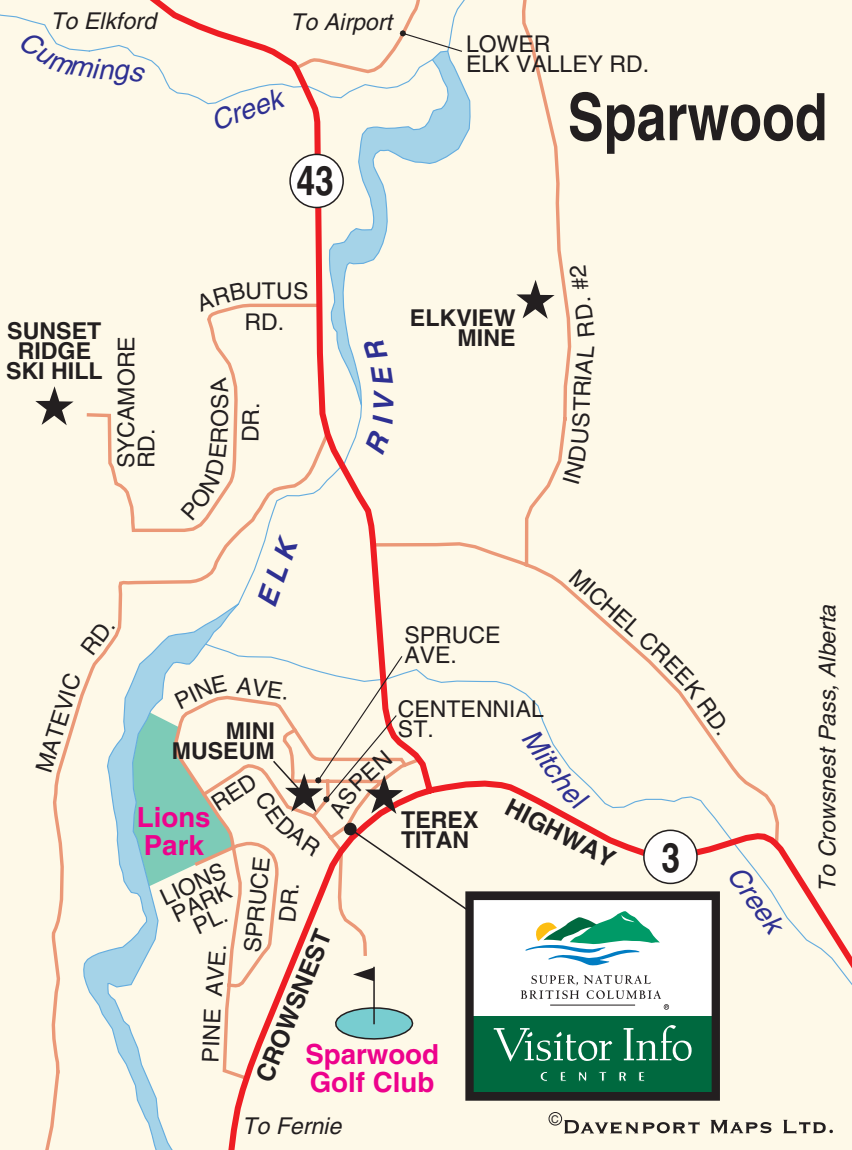 To Elkford
To Airport
LOWER
ELK VALLEY RD.
Cummings
Creek
Sparwood
43
ARBUTUS
RD.
INDUSTRIAL RD. #2
ELKVIEW
MINE
SUNSET
RIDGE
SKI HILL
SYCAMORE
RD.
PONDEROSA
DR.
ELK
RIVER
MICHEL CREEK RD.
To Crowsnest Pass, Alberta
MATEVIC RD.
SPRUCE
AVE.
PINE AVE.
CENTENNIAL
ST.
MINI
MUSEUM
Mitchel
Creek
ASPEN
RED
CEDAR
Lions
Park
TEREX
TITAN
HIGHWAY
3
LIONS
PARK
PL.
SPRUCE
DR.
PINE AVE.
CROWSNEST
SUPER, NATURAL
BRITISH COLUMBIA
®
Visitor Info
CENTRE
Sparwood
Golf Club
To Fernie
©DAVENPORT MAPS LTD.